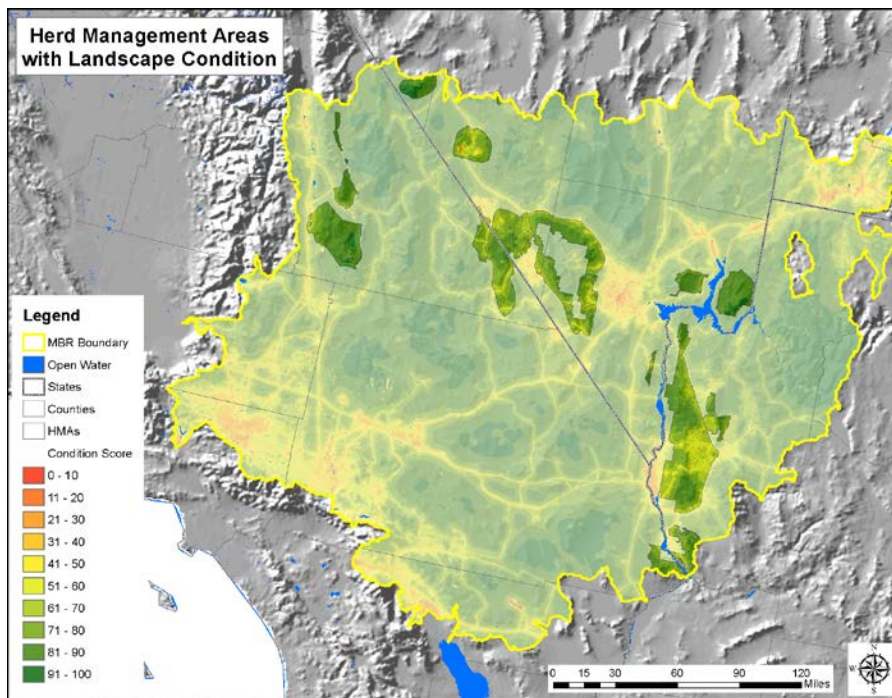 Herd Management Areas
with Landscape Condition
Legend
MBR Boundary
Open Water
States
Counties
HMAs
Condition Score
0 - 10
11 - 20
21 - 30
31 - 40
41 - 50
51 - 60
61 - 70
71 - 80
81 - 90
91 - 100
0 15 30 60 90 120
Miles
N
W E
S